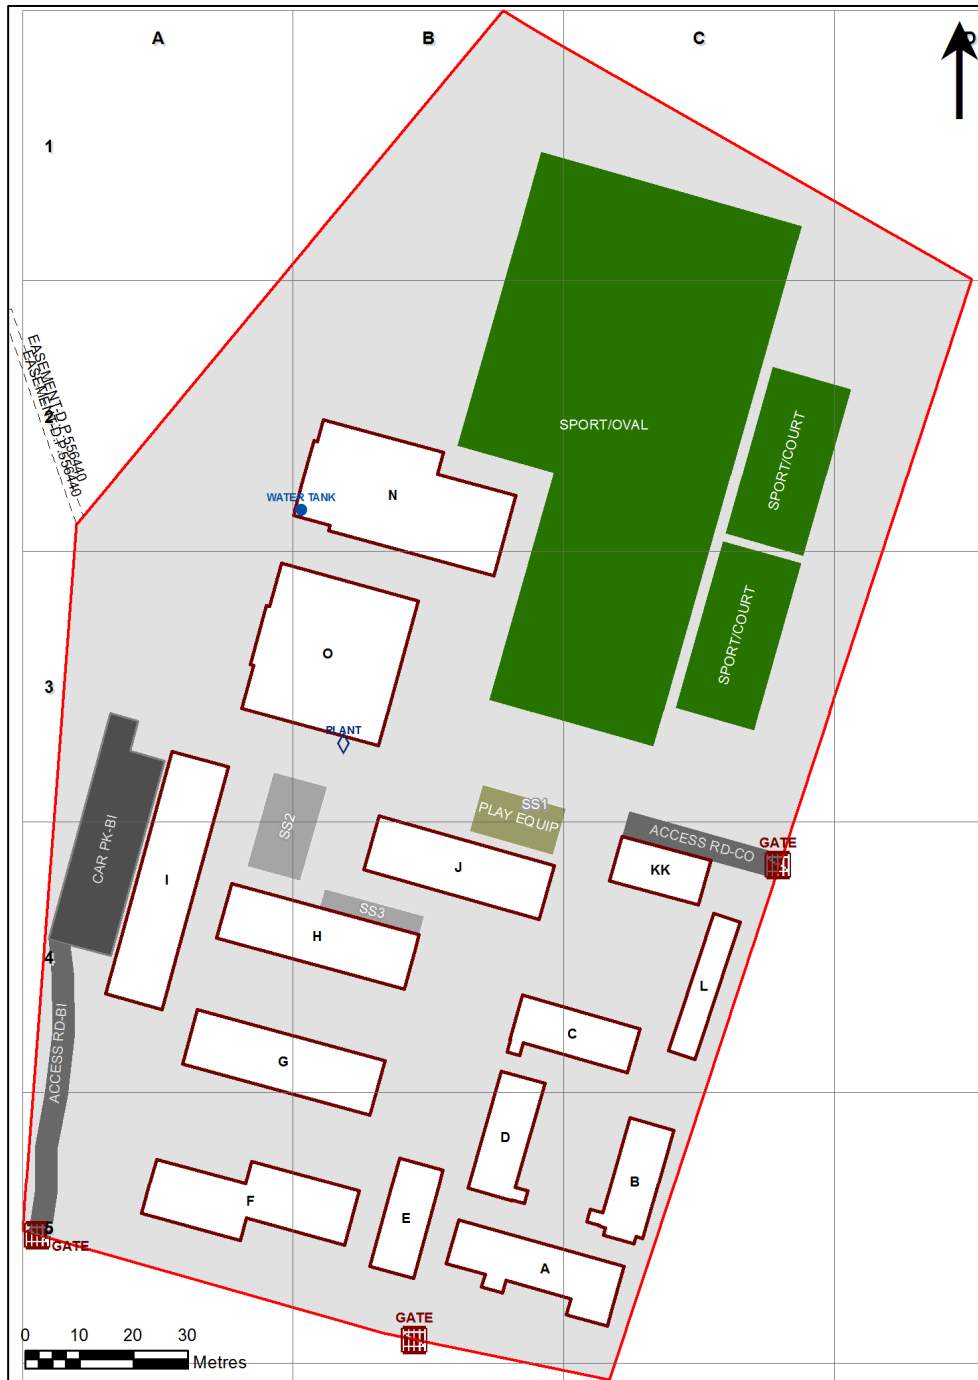 A
B
C
D
1
EASEMENT-D.P.556440
EASEMENT-D.P.556440
2
SPORT/OVAL
SPORT/COURT
WATER TANK
N
SPORT/COURT
O
3
PLANT
SS1
PLAY EQUIP
SS2
ACCESS RD-CO
GATE
CAR PK-BI
J
KK
I
SS3
H
4
L
C
ACCESS RD-BI
G
D
B
F
E
5
GATE
A
GATE
0 10 20 30
Metres